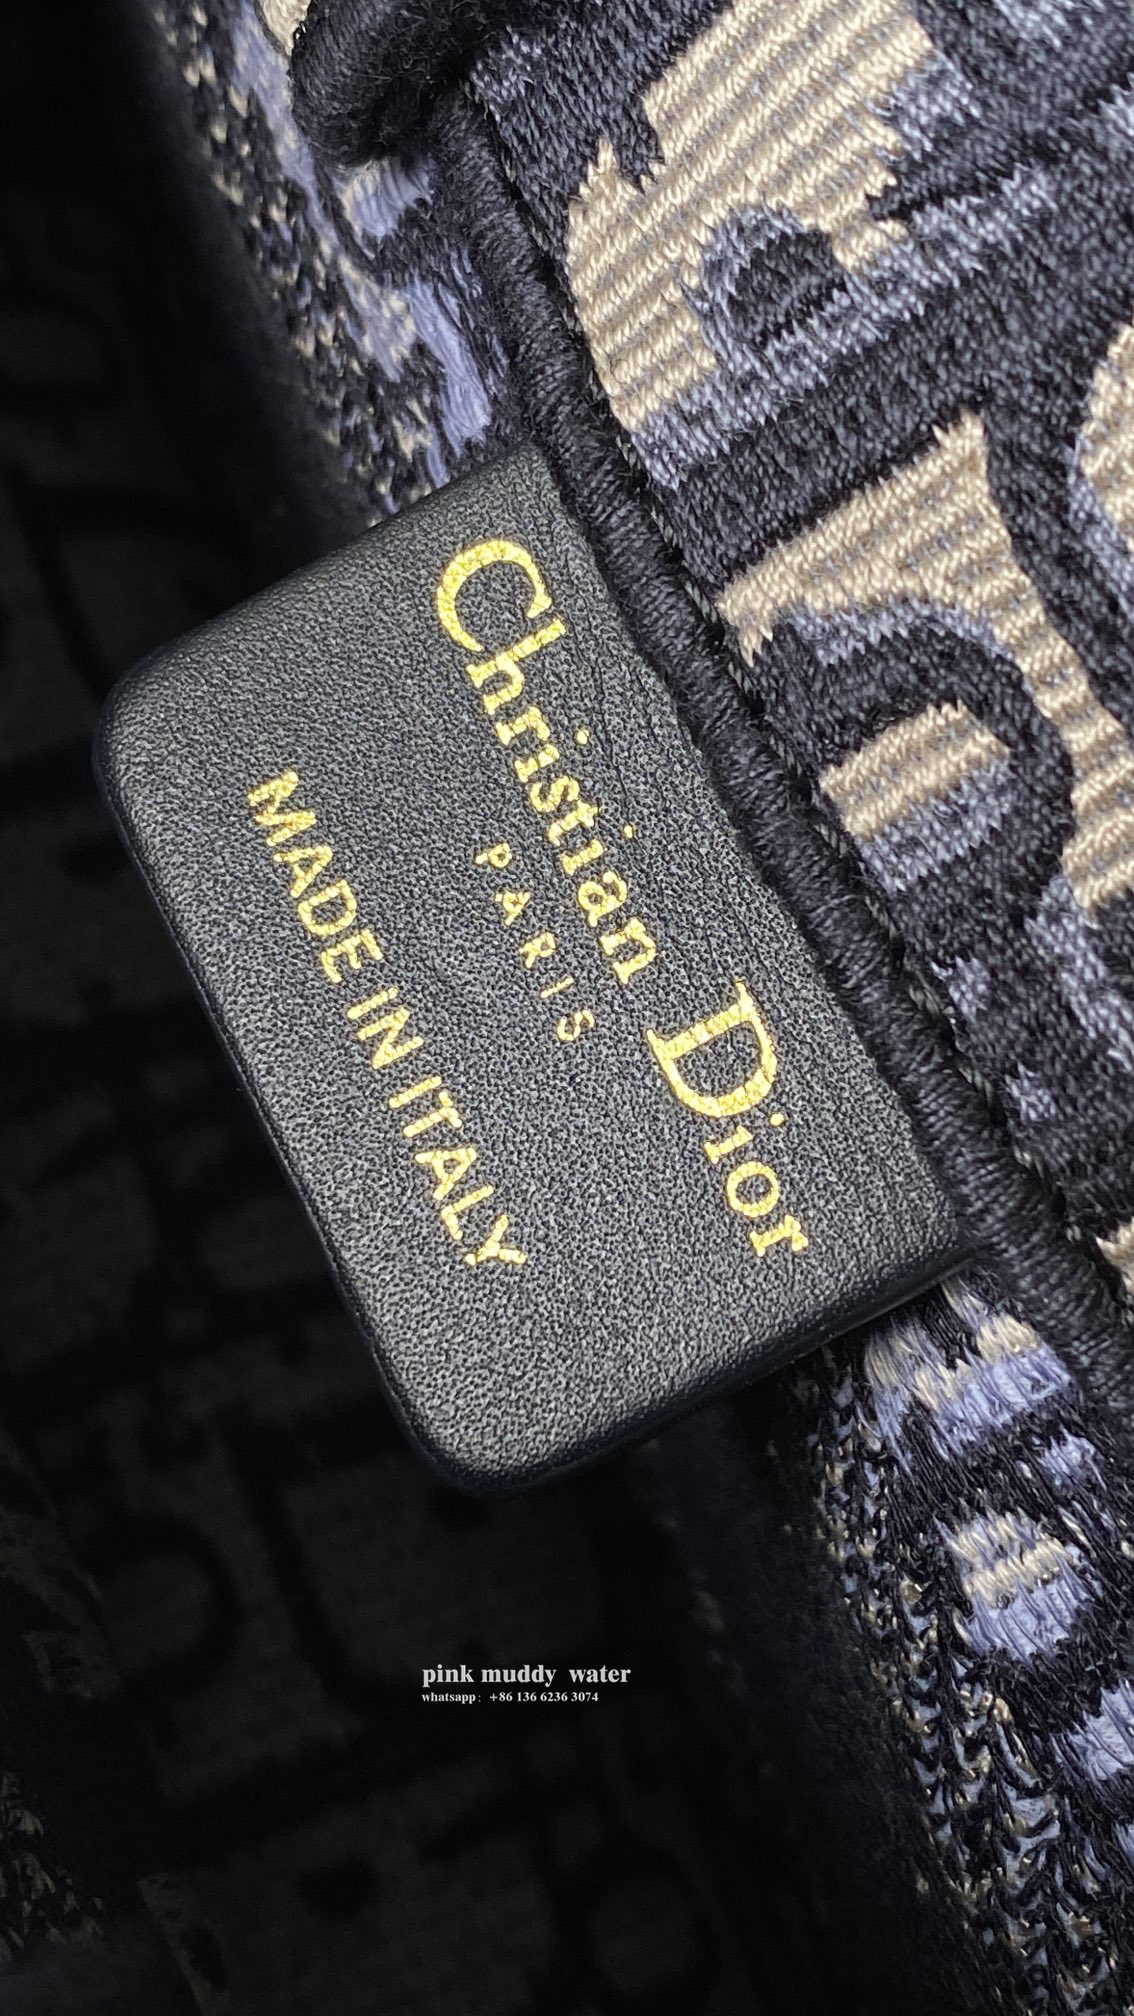 Christian Dior
PARIS
MADE IN ITALY
pink muddy water
whatsapp: +86 136 6236 3074